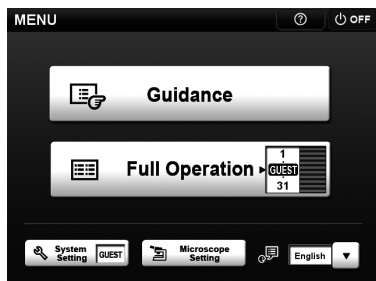 MENU
? OFF
Guidance
Full Operation
1
GUEST
31
System
Setting
GUEST
Microscope
Setting
English